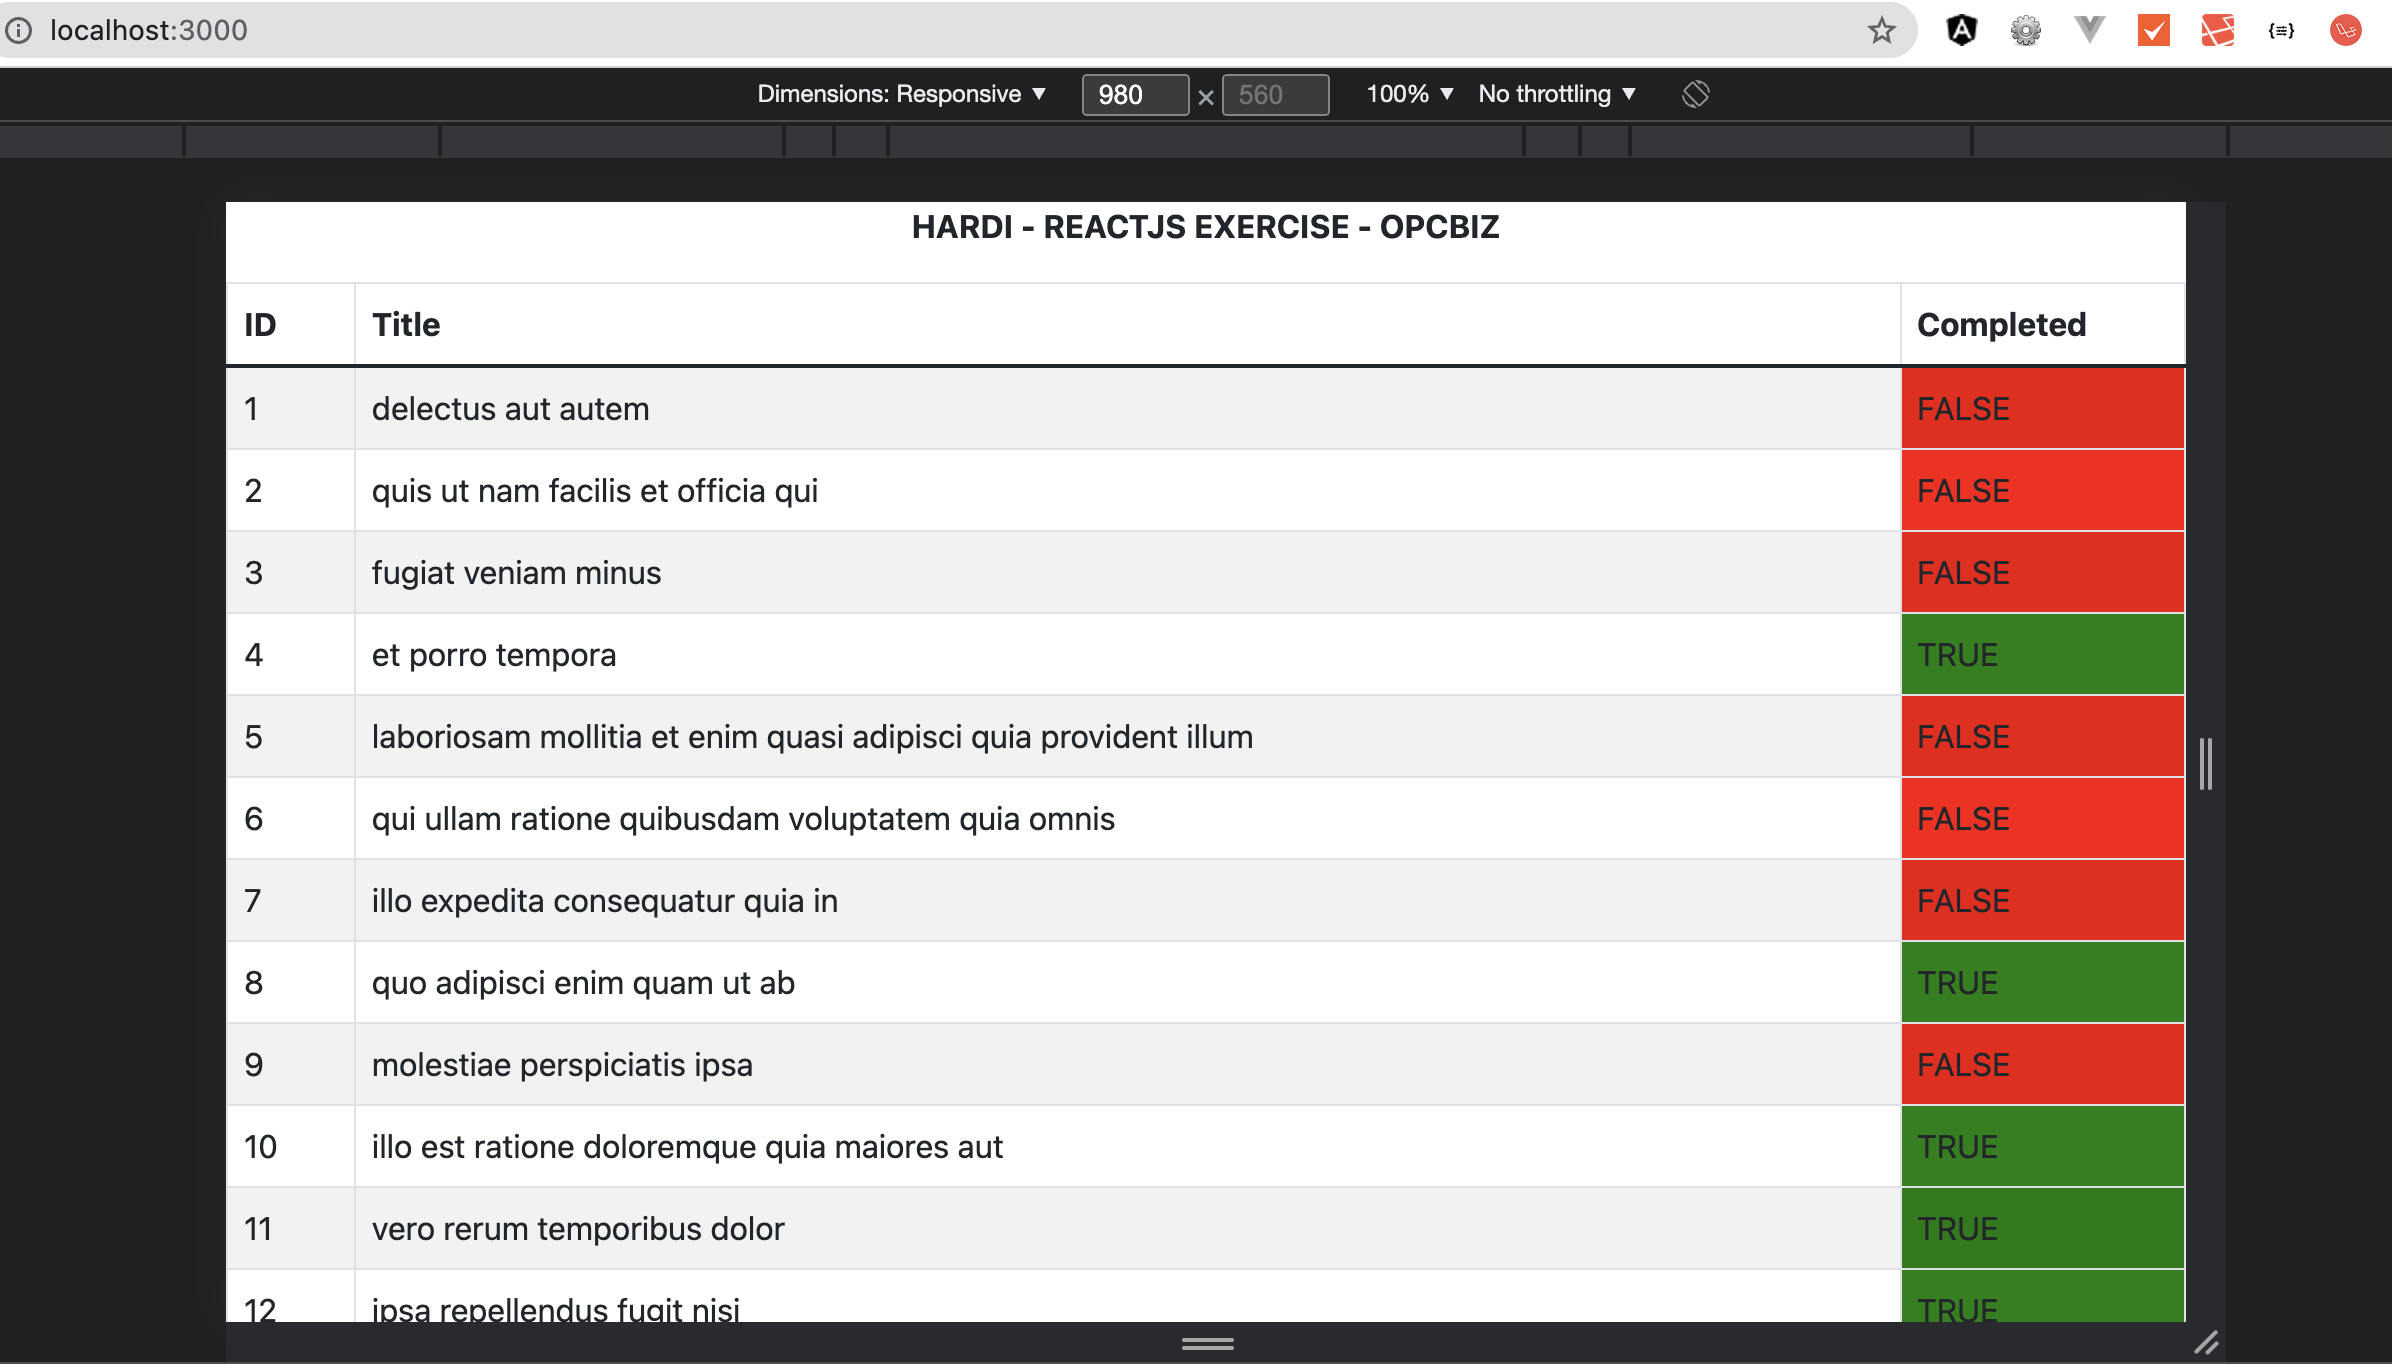 localhost:3000
Dimensions: Responsive ▼ 980 × 560 100% ▼ No throttling ▼
HARDI - REACTJS EXERCISE - OPCBIZ
ID Title Completed
1 delectus aut autem FALSE
2 quis ut nam facilis et officia qui FALSE
3 fugiat veniam minus FALSE
4 et porro tempora TRUE
5 laboriosam mollitia et enim quasi adipisci quia provident illum FALSE
6 qui ullam ratione quibusdam voluptatem quia omnis FALSE
7 illo expedita consequatur quia in FALSE
8 quo adipisci enim quam ut ab TRUE
9 molestiae perspiciatis ipsa FALSE
10 illo est ratione doloremque quia maiores aut TRUE
11 vero rerum temporibus dolor TRUE
12 ipsa repellendus fugit nisi TRUE